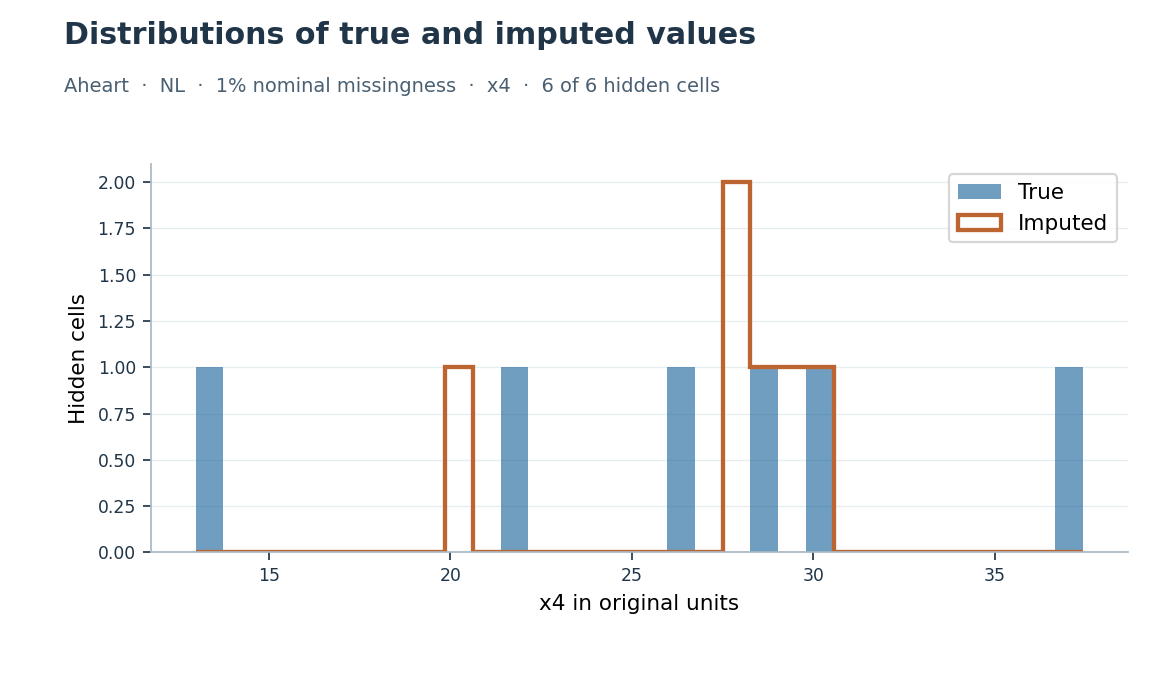 Distributions of true and imputed values
Aheart · NL · 1% nominal missingness · x4 · 6 of 6 hidden cells
2.00
1.75
1.50
1.25
1.00
0.75
0.50
0.25
0.00
Hidden cells
True
Imputed
15 20 25 30 35
x4 in original units